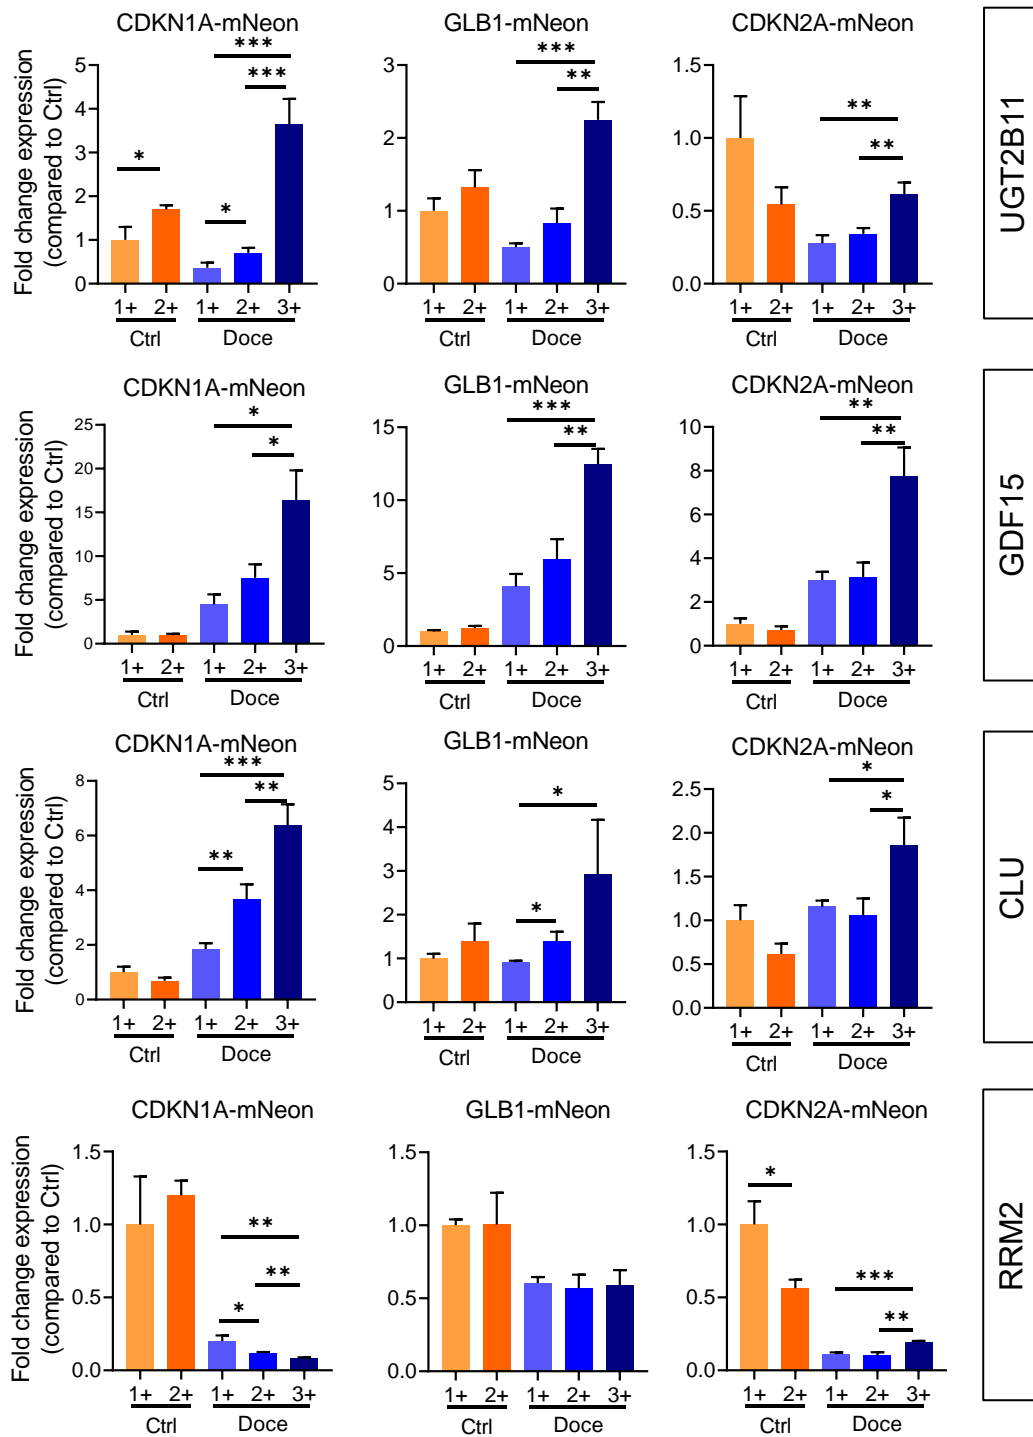 CDKN1A-mNeon GLB1-mNeon CDKN2A-mNeon
Fold change expression
(compared to Ctrl)
5
4
3
2
1
0
*
*
***
***
1+ 2+ 1+ 2+ 3+
Ctrl Doce
3
2
1
0
***
**
1+ 2+ 1+ 2+ 3+
Ctrl Doce
1.5
1.0
0.5
0.0
**
**
1+ 2+ 1+ 2+ 3+
Ctrl Doce
UGT2B11
CDKN1A-mNeon GLB1-mNeon CDKN2A-mNeon
Fold change expression
(compared to Ctrl)
25
20
15
10
5
0
*
*
1+ 2+ 1+ 2+ 3+
Ctrl Doce
15
10
5
0
***
**
1+ 2+ 1+ 2+ 3+
Ctrl Doce
10
8
6
4
2
0
**
**
1+ 2+ 1+ 2+ 3+
Ctrl Doce
GDF15
CDKN1A-mNeon GLB1-mNeon CDKN2A-mNeon
Fold change expression
(compared to Ctrl)
8
6
4
2
0
***
**
**
1+ 2+ 1+ 2+ 3+
Ctrl Doce
5
4
3
2
1
0
*
*
1+ 2+ 1+ 2+ 3+
Ctrl Doce
2.5
2.0
1.5
1.0
0.5
0.0
*
*
1+ 2+ 1+ 2+ 3+
Ctrl Doce
CLU
CDKN1A-mNeon GLB1-mNeon CDKN2A-mNeon
Fold change expression
(compared to Ctrl)
1.5
1.0
0.5
0.0
**
**
*
1+ 2+ 1+ 2+ 3+
Ctrl Doce
1.5
1.0
0.5
0.0
1+ 2+ 1+ 2+ 3+
Ctrl Doce
1.5
1.0
0.5
0.0
*
***
**
1+ 2+ 1+ 2+ 3+
Ctrl Doce
RRM2